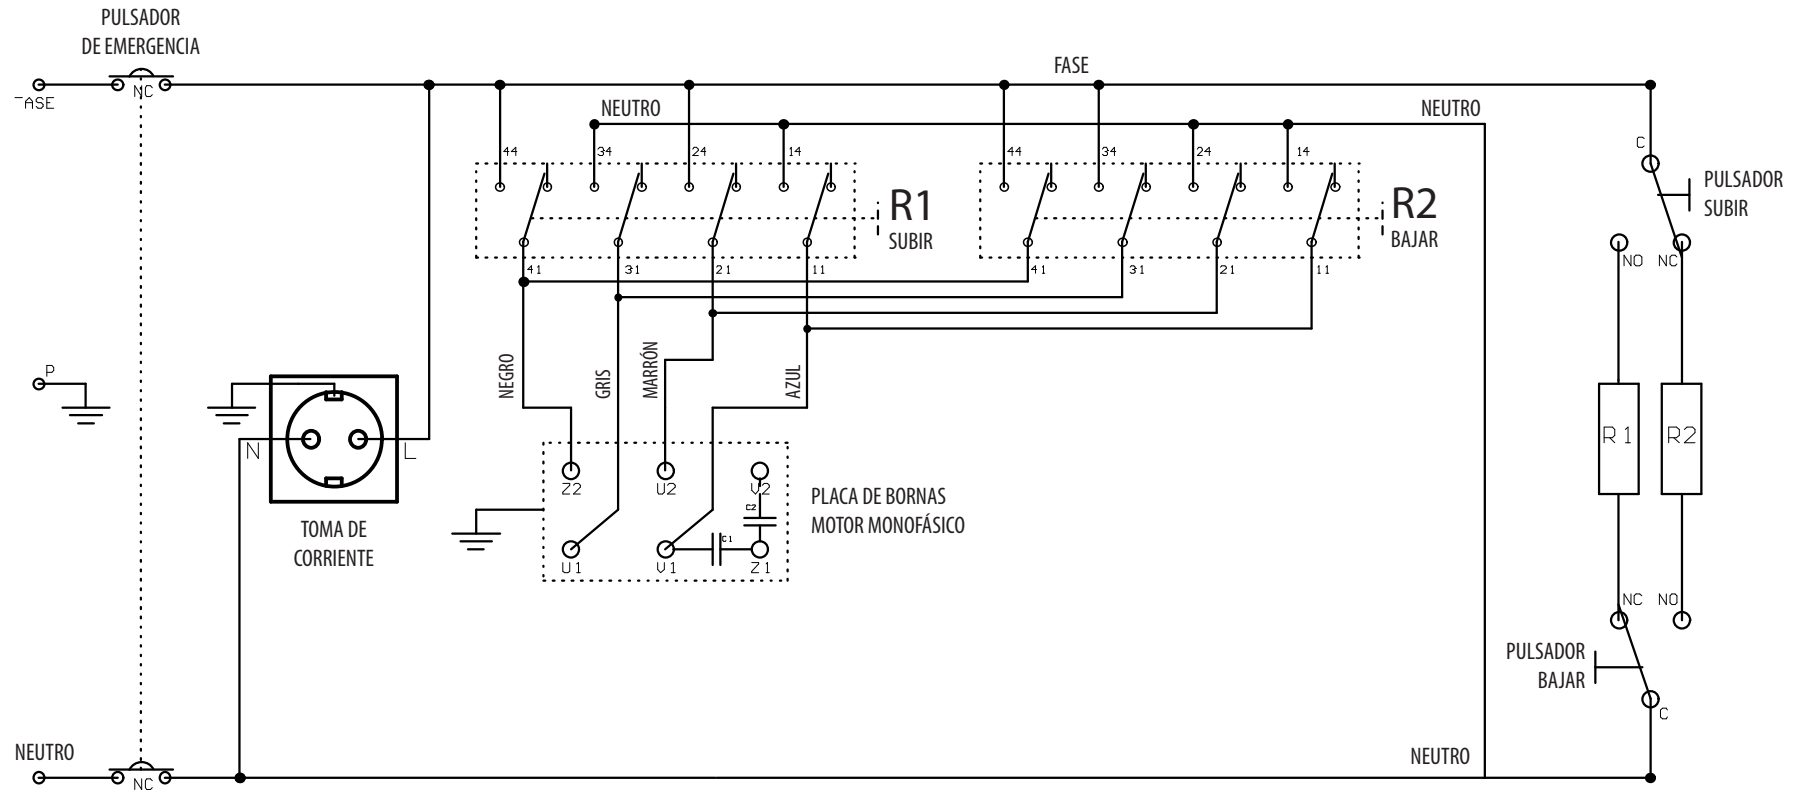 PULSADOR
DE EMERGENCIA
FASE
NC
¯ASE
NEUTRO
NEUTRO
44
34
24
14
44
34
24
14
C
R1
SUBIR
R2
BAJAR
PULSADOR
SUBIR
41
31
21
11
41
31
21
11
NO
NC
NEGRO
GRIS
MARRÓN
AZUL
P
N
L
R1
R2
Z2
U2
V2
C2
C1
U1
V1
Z1
PLACA DE BORNAS
MOTOR MONOFÁSICO
TOMA DE
CORRIENTE
NC
NO
PULSADOR
BAJAR
C
NEUTRO
NEUTRO
NC